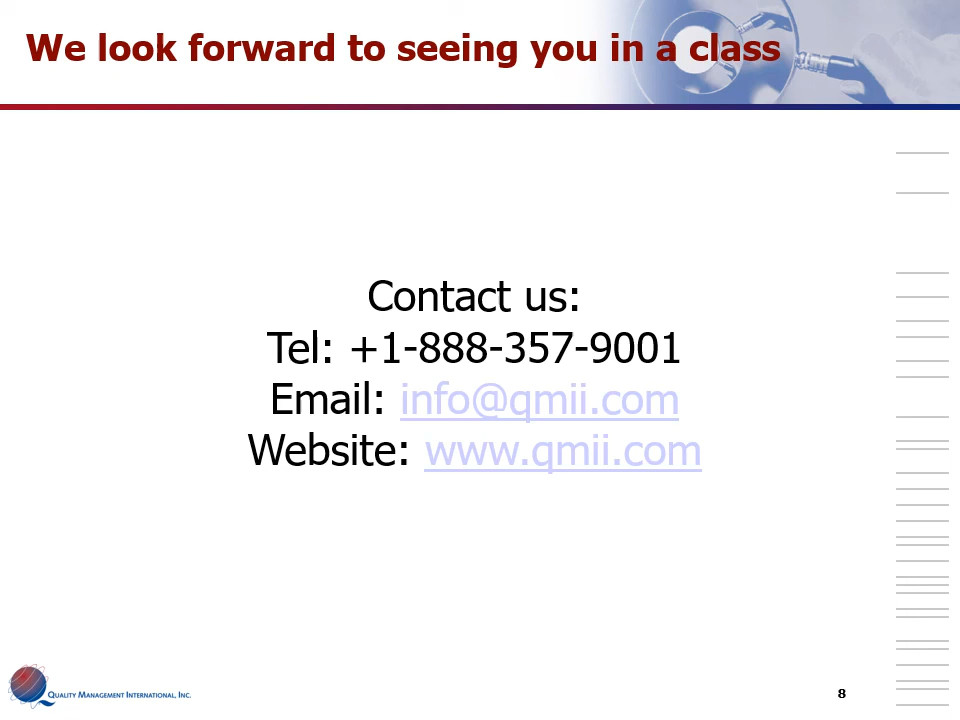 We look forward to seeing you in a class
Contact us:
Tel: +1-888-357-9001
Email: info@qmii.com
Website: www.qmii.com
Quality Management International, Inc.
8